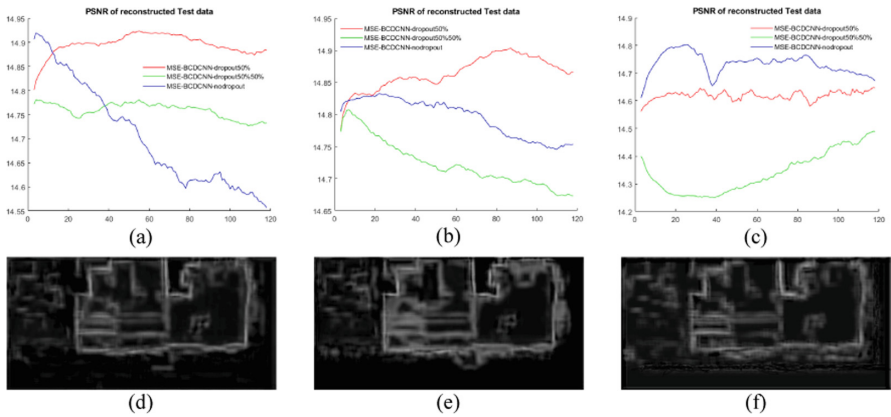 PSNR of reconstructed Test data
14.95
14.9
14.85
14.8
14.75
14.7
14.65
14.6
14.55
0 20 40 60 80 100 120
MSE-BCDCNN-dropout50%
MSE-BCDCNN-dropout50%50%
MSE-BCDCNN-nodropout
(a)
PSNR of reconstructed Test data
14.95
14.9
14.85
14.8
14.75
14.7
14.65
0 20 40 60 80 100 120
MSE-BCDCNN-dropout50%
MSE-BCDCNN-dropout50%50%
MSE-BCDCNN-nodropout
(b)
PSNR of reconstructed Test data
14.9
14.8
14.7
14.6
14.5
14.4
14.3
14.2
0 20 40 60 80 100 120
MSE-BCDCNN-dropout50%
MSE-BCDCNN-dropout50%50%
MSE-BCDCNN-nodropout
(c)
(d)
(e)
(f)